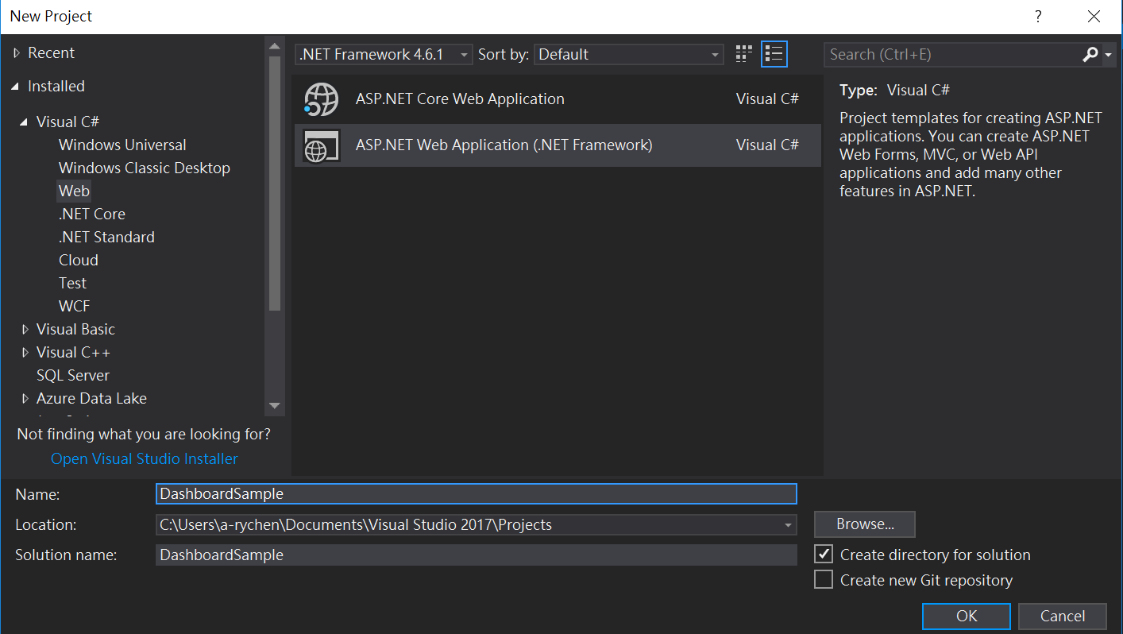 New Project
?
Recent
Installed
Visual C#
Windows Universal
Windows Classic Desktop
Web
.NET Core
.NET Standard
Cloud
Test
WCF
Visual Basic
Visual C++
SQL Server
Azure Data Lake
Not finding what you are looking for?
Open Visual Studio Installer
.NET Framework 4.6.1 Sort by: Default
ASP.NET Core Web Application Visual C#
ASP.NET Web Application (.NET Framework) Visual C#
Search (Ctrl+E)
Type: Visual C#
Project templates for creating ASP.NET
applications. You can create ASP.NET
Web Forms, MVC, or Web API
applications and add many other
features in ASP.NET.
Name: DashboardSample
Location: C:\Users\a-rychen\Documents\Visual Studio 2017\Projects
Browse...
Solution name: DashboardSample
Create directory for solution
Create new Git repository
OK Cancel